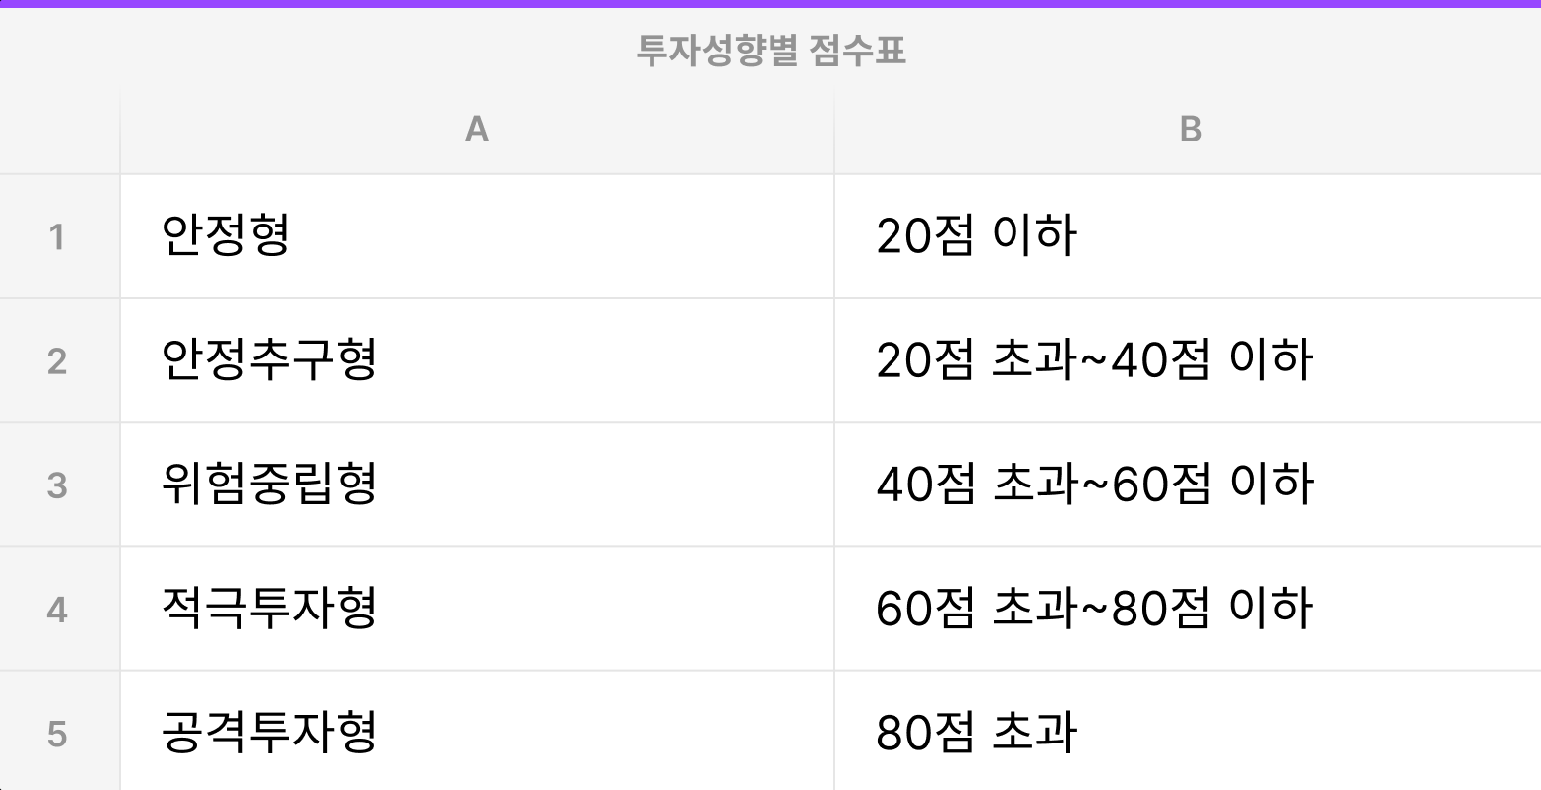 투자성향별 점수표
A B
1 안정형 20점 이하
2 안정추구형 20점 초과~40점 이하
3 위험중립형 40점 초과~60점 이하
4 적극투자형 60점 초과~80점 이하
5 공격투자형 80점 초과